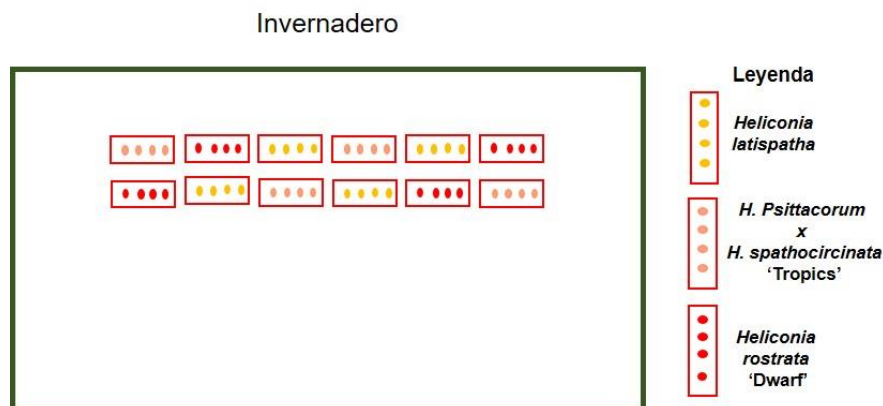 Invernadero
Leyenda
Heliconia
latispatha
H. Psittacorum
x
H. spathocircinata
‘Tropics’
Heliconia
rostrata
‘Dwarf’